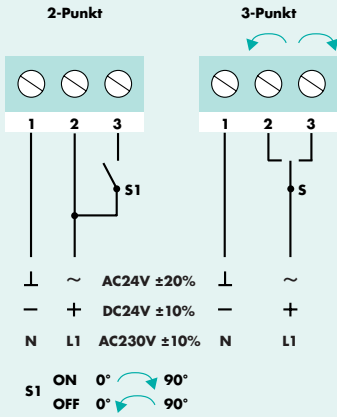 2-Punkt 3-Punkt
1 2 3 1 2 3
S1 S
⊥ ~ AC24V ±20% ⊥ ~
− + DC24V ±10% − +
N L1 AC230V ±10% N L1
S1 ON 0° 90°
OFF 0° 90°